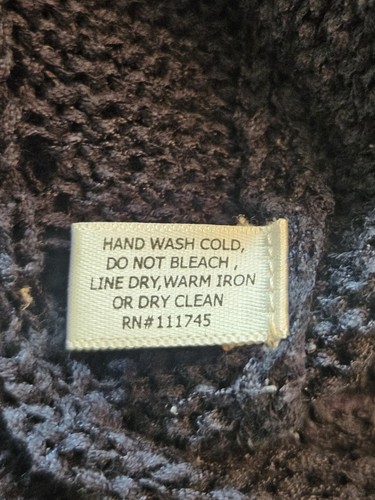 HAND WASH COLD,
DO NOT BLEACH ,
LINE DRY,WARM IRON
OR DRY CLEAN
RN#111745